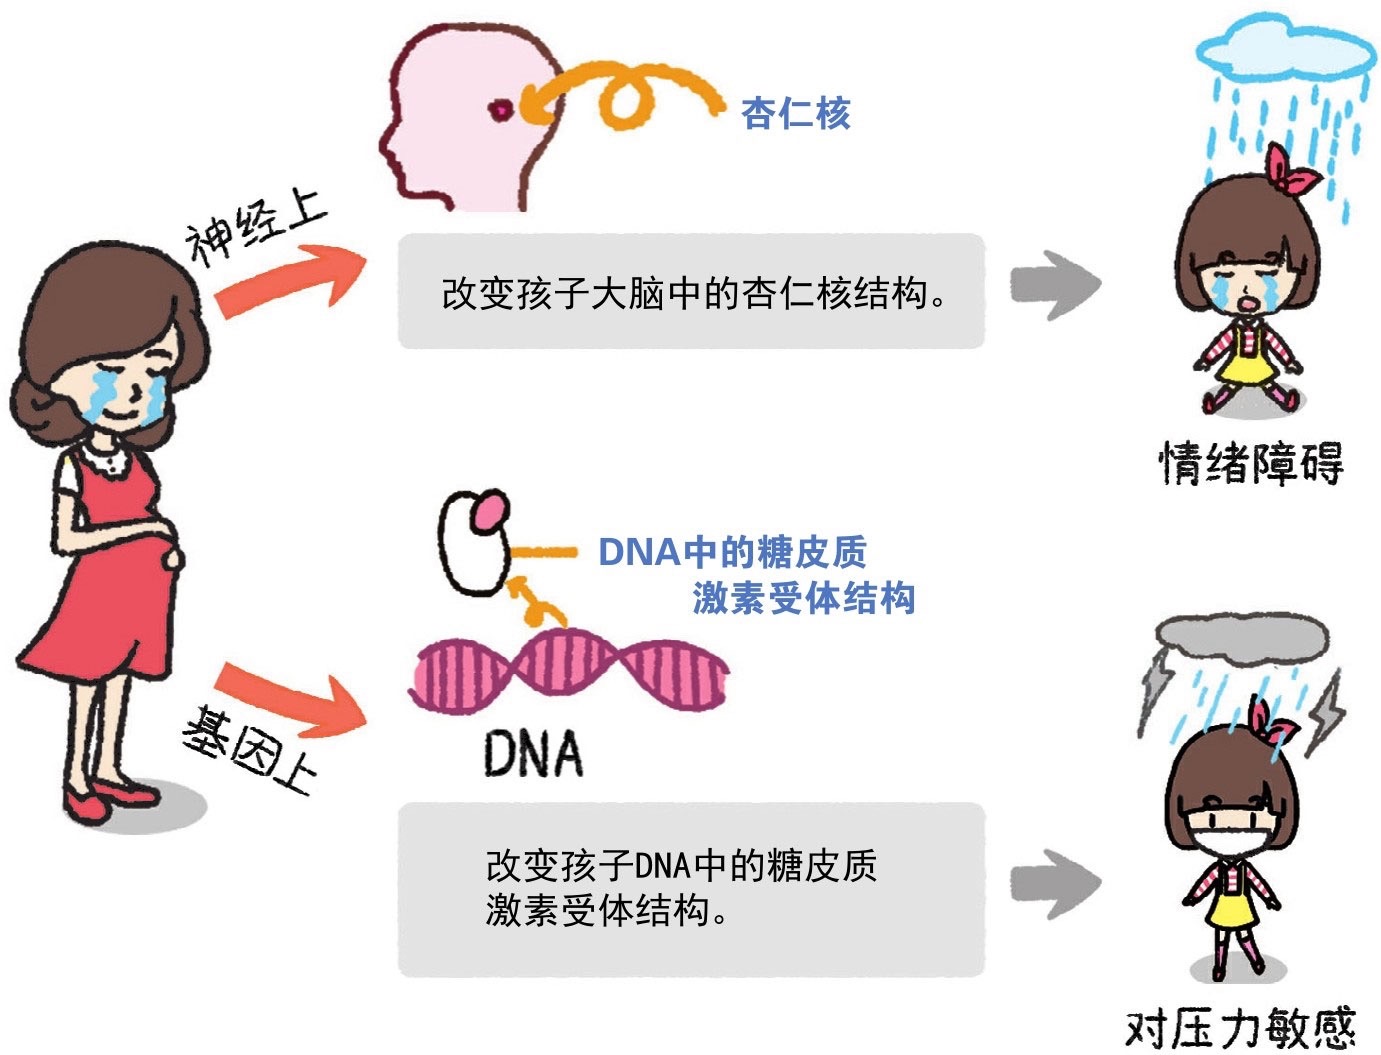 神经上
杏仁核
改变孩子大脑中的杏仁核结构。
情绪障碍
基因上
DNA中的糖皮质
激素受体结构
DNA
改变孩子DNA中的糖皮质
激素受体结构。
对压力敏感